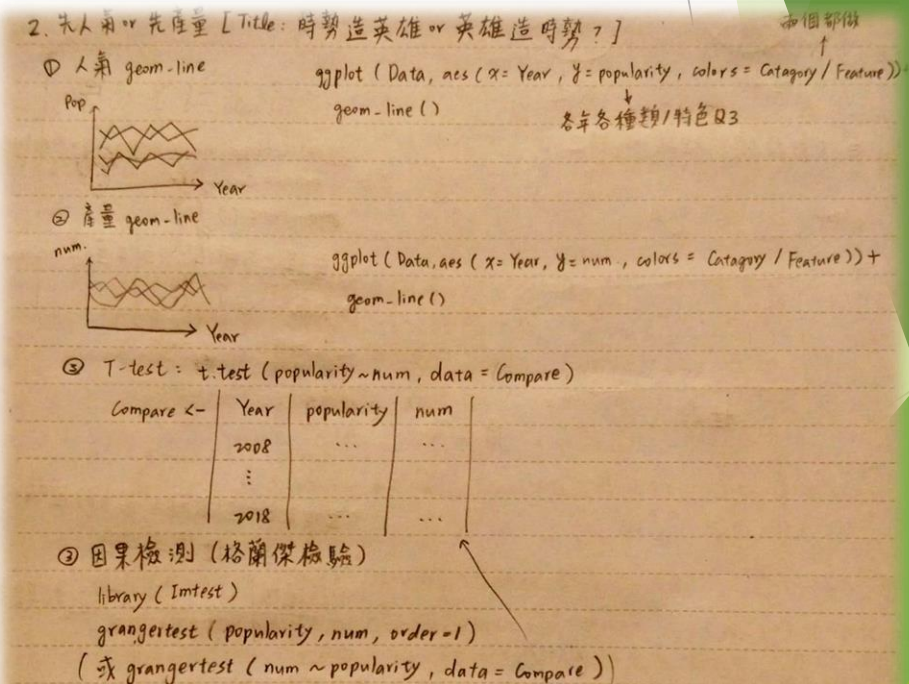 2. 先人氣 or 先產量 [Title: 時勢造英雄 or 英雄造時勢?]
兩個都做
① 人氣 geom-line
ggplot (Data, aes (x= Year, y= popularity, colors = Catagory / Feature))+
geom-line ()
各年各種類/特色Q3
Pop
Year
② 產量 geom-line
num.
ggplot (Data, aes (x= Year, y= num, colors = Catagory / Feature)) +
geom-line ()
Year
③ T-test: t.test (popularity ~ num, data = Compare)
Compare <- Year popularity num
2008 ... ...
⋮
2018 ... ...
③ 因果檢測 (格蘭傑檢驗)
library (lmtest)
grangertest (popularity, num, order=1)
(或 grangertest (num ~ popularity, data = Compare))